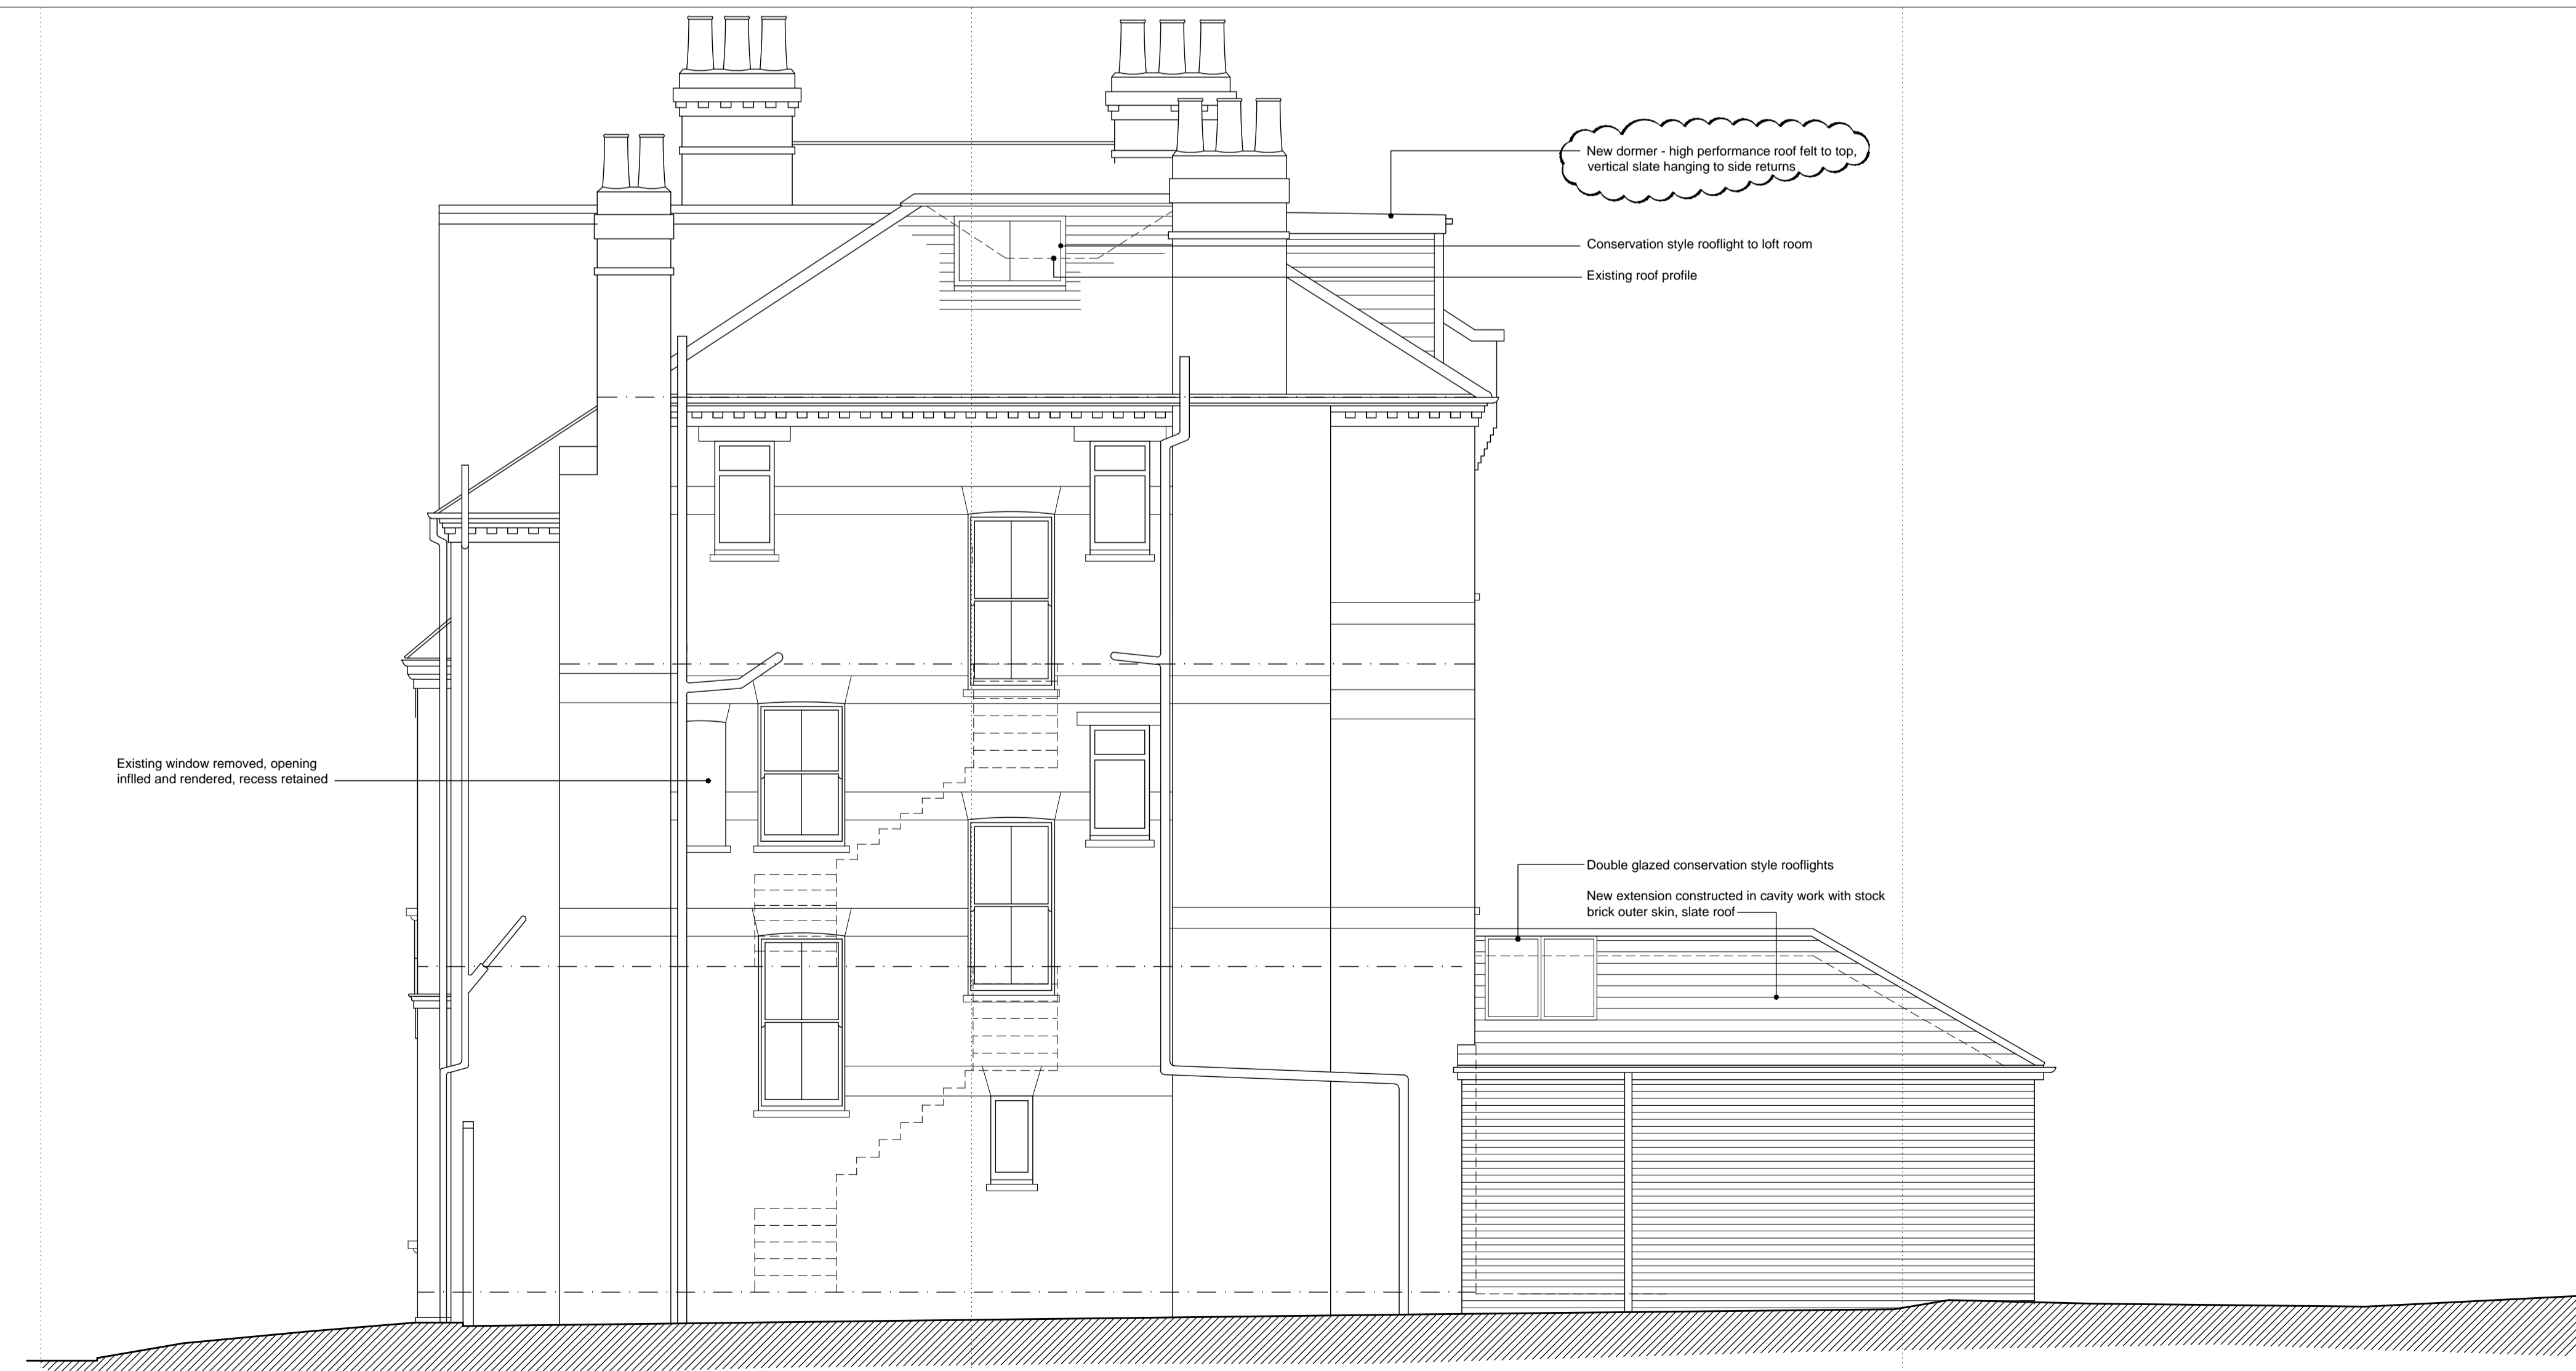 New dormer - high performance roof felt to top,
vertical slate hanging to side returns
Conservation style rooflight to loft room
Existing roof profile
Existing window removed, opening
inflled and rendered, recess retained
Double glazed conservation style rooflights
New extension constructed in cavity work with stock
brick outer skin, slate roof